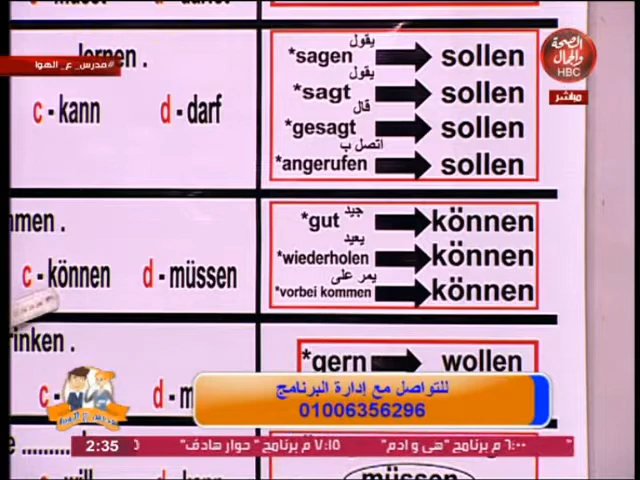 lernen .
#مدرس_ع_الهوا
c - kann d - darf
يقول
*sagen sollen
يقول
*sagt sollen
قال
*gesagt sollen
اتصل ب
*angerufen sollen
الصحة والجمال
HBC
مباشر
mmen .
c - können d - müssen
جيد
*gut können
يعيد
*wiederholen können
يمر على
*vorbei kommen können
rinken .
c - d - m
*gern wollen
للتواصل مع إدارة البرنامج
01006356296
2:35
٦:٠٠ م برنامج "هى و ادم" ٧:١٥ م برنامج "حوار هادف"
müssen